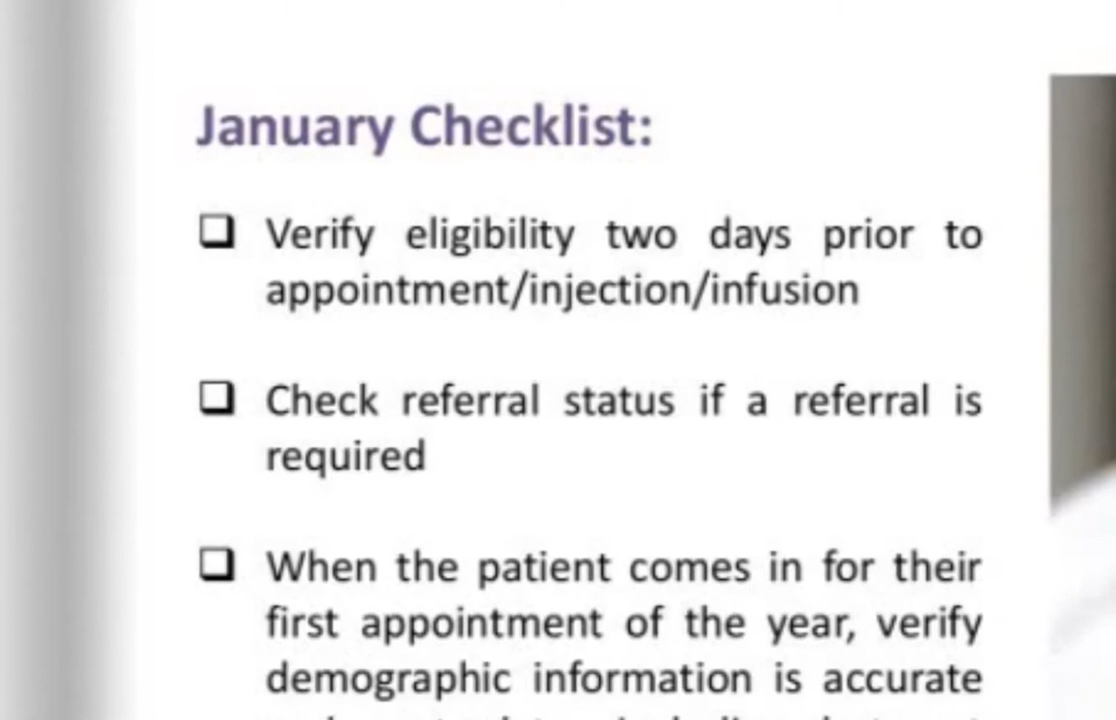 January Checklist:
❑ Verify eligibility two days prior to
appointment/injection/infusion
❑ Check referral status if a referral is
required
❑ When the patient comes in for their
first appointment of the year, verify
demographic information is accurate